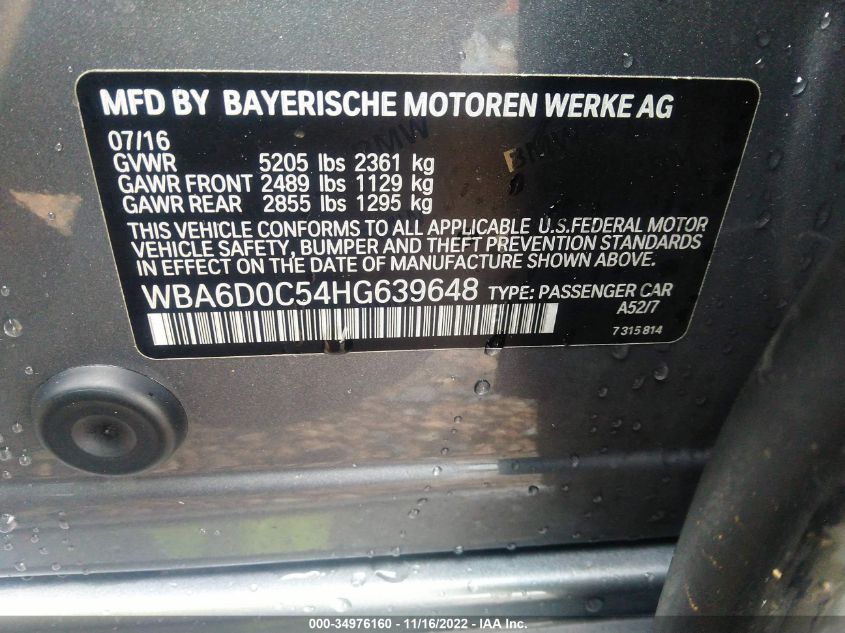 MFD BY BAYERISCHE MOTOREN WERKE AG
07/16
GVWR 5205 lbs 2361 kg
GAWR FRONT 2489 lbs 1129 kg
GAWR REAR 2855 lbs 1295 kg
THIS VEHICLE CONFORMS TO ALL APPLICABLE U.S.FEDERAL MOTOR
VEHICLE SAFETY, BUMPER AND THEFT PREVENTION STANDARDS
IN EFFECT ON THE DATE OF MANUFACTURE SHOWN ABOVE.
WBA6D0C54HG639648 TYPE: PASSENGER CAR
A52/7
7 315 814
BMW
BMW
000-34976160 - 11/16/2022 - IAA Inc.